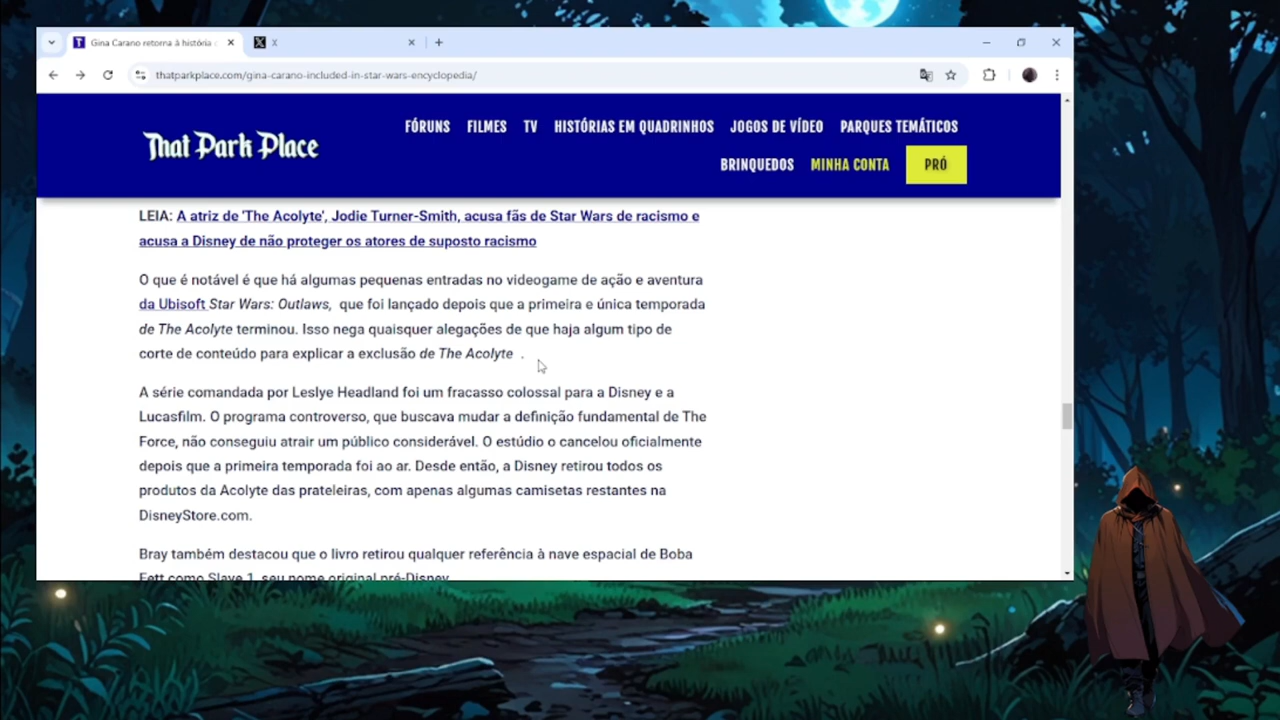 Gina Carano retorna à história
X
thatparkplace.com/gina-carano-included-in-star-wars-encyclopedia/
That Park Place
FÓRUNS FILMES TV HISTÓRIAS EM QUADRINHOS JOGOS DE VÍDEO PARQUES TEMÁTICOS
BRINQUEDOS MINHA CONTA PRÓ
LEIA: A atriz de 'The Acolyte', Jodie Turner-Smith, acusa fãs de Star Wars de racismo e
acusa a Disney de não proteger os atores de suposto racismo
O que é notável é que há algumas pequenas entradas no videogame de ação e aventura
da Ubisoft Star Wars: Outlaws, que foi lançado depois que a primeira e única temporada
de The Acolyte terminou. Isso nega quaisquer alegações de que haja algum tipo de
corte de conteúdo para explicar a exclusão de The Acolyte .
A série comandada por Leslye Headland foi um fracasso colossal para a Disney e a
Lucasfilm. O programa controverso, que buscava mudar a definição fundamental de The
Force, não conseguiu atrair um público considerável. O estúdio o cancelou oficialmente
depois que a primeira temporada foi ao ar. Desde então, a Disney retirou todos os
produtos da Acolyte das prateleiras, com apenas algumas camisetas restantes na
DisneyStore.com.
Bray também destacou que o livro retirou qualquer referência à nave espacial de Boba
Fett como Slave 1, seu nome original pré-Disney